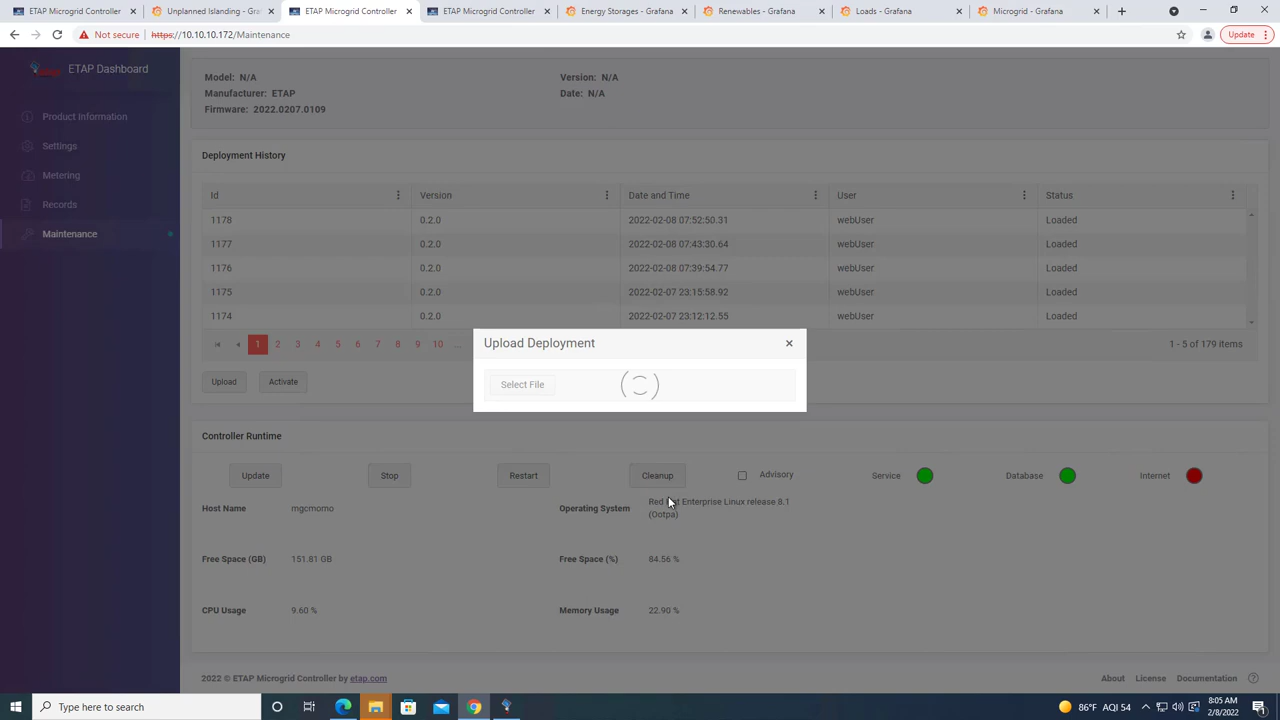 ETAP Microgrid Controller
Unplanned Islanding - Gra
ETAP Microgrid Controller
ETAP Microgrid Controller
Energy Storages - Grafana
Renewables - Grafana
Loads - Grafana
Microgrid - Grafana
Not secure
https://10.10.10.172/Maintenance
Update
ETAP Dashboard
Product Information
Settings
Metering
Records
Maintenance
Model: N/A
Version: N/A
Manufacturer: ETAP
Date: N/A
Firmware: 2022.0207.0109
Deployment History
Id Version Date and Time User Status
1178 0.2.0 2022-02-08 07:52:50.31 webUser Loaded
1177 0.2.0 2022-02-08 07:43:30.64 webUser Loaded
1176 0.2.0 2022-02-08 07:39:54.77 webUser Loaded
1175 0.2.0 2022-02-07 23:15:58.92 webUser Loaded
1174 0.2.0 2022-02-07 23:12:12.55 webUser Loaded
1 2 3 4 5 6 7 8 9 10 ... 1 - 5 of 179 items
Upload Deployment
Select File
Upload Activate
Controller Runtime
Update Stop Restart Cleanup Advisory Service Database Internet
Host Name mgcmomo
Operating System
Red Hat Enterprise Linux release 8.1
(Ootpa)
Free Space (GB) 151.81 GB
Free Space (%) 84.56 %
CPU Usage 9.60 %
Memory Usage 22.90 %
2022 © ETAP Microgrid Controller by etap.com
About License Documentation
Type here to search
86°F AQI 54
8:05 AM
2/8/2022